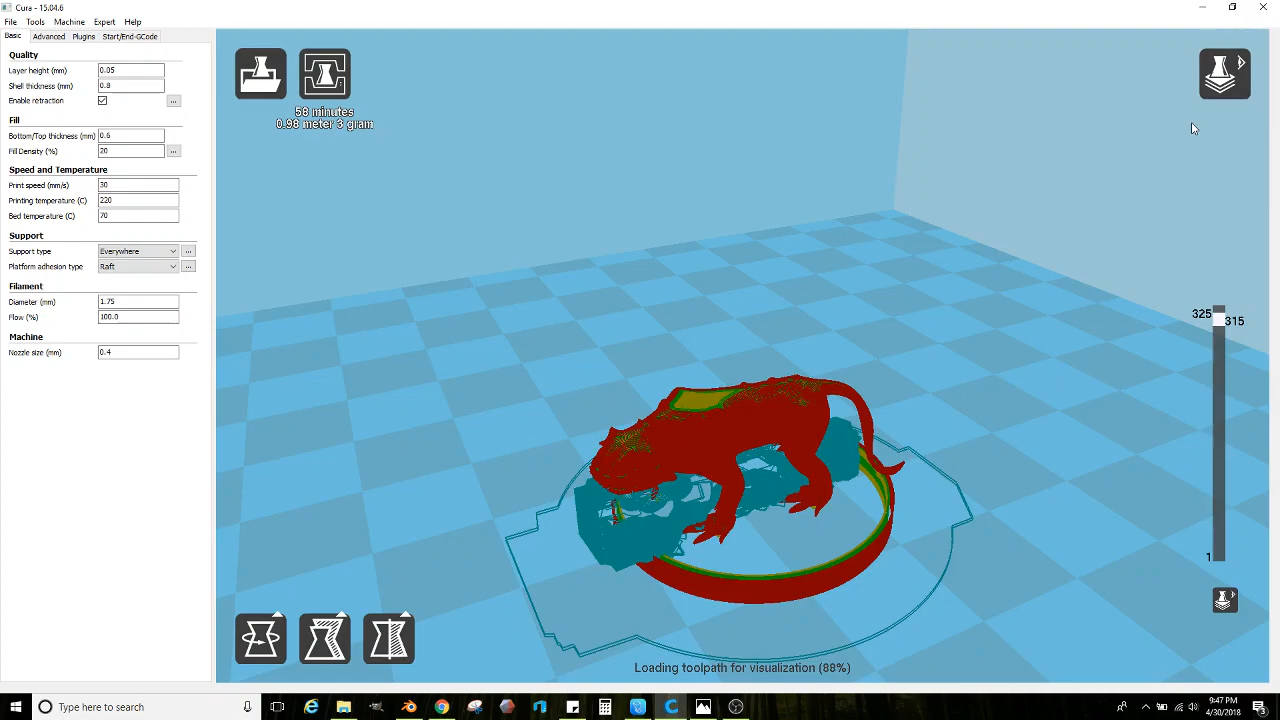 Cura - 15.04.6
File Tools Machine Expert Help
Basic Advanced Plugins Start/End-GCode
Quality
Layer height (mm) 0.05
Shell thickness (mm) 0.8
Enable retraction ...
Fill
Bottom/Top thickness (mm) 0.6
Fill Density (%) 20 ...
Speed and Temperature
Print speed (mm/s) 30
Printing temperature (C) 220
Bed temperature (C) 70
Support
Support type Everywhere ...
Platform adhesion type Raft ...
Filament
Diameter (mm) 1.75
Flow (%) 100.0
Machine
Nozzle size (mm) 0.4
58 minutes
0.98 meter 3 gram
325
315
1
Loading toolpath for visualization (88%)
Type here to search
9:47 PM
4/30/2018